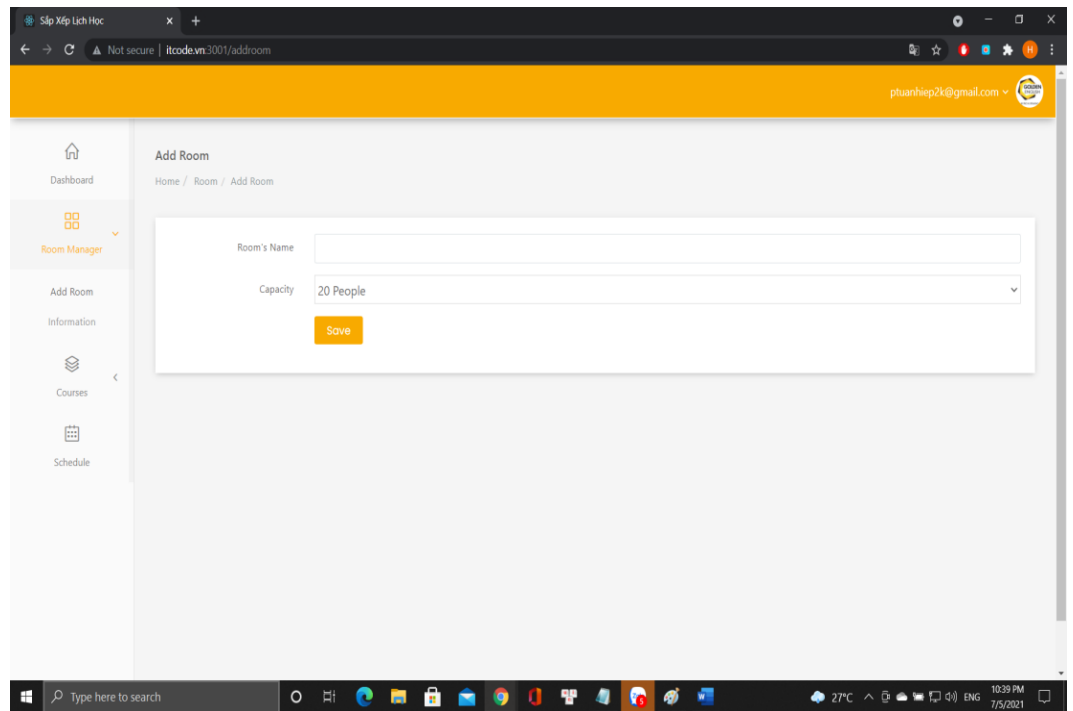 Sắp Xếp Lịch Học
Not secure | itcode.vn:3001/addroom
H
ptuanhiep2k@gmail.com
GOLDEN
Dashboard
Room Manager
Add Room
Information
Courses
Schedule
Add Room
Home / Room / Add Room
Room's Name
Capacity
20 People
Save
Type here to search
5
W
27°C
ENG
10:39 PM
7/5/2021